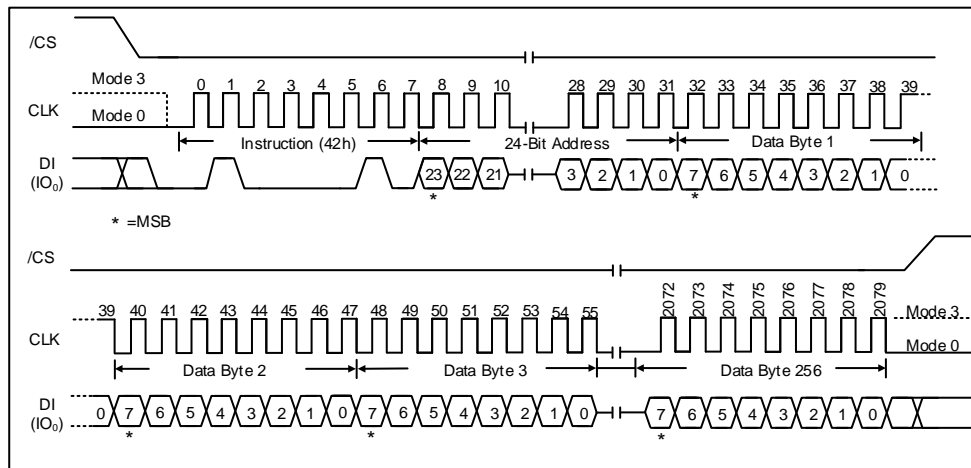 /CS
Mode 3
0 1 2 3 4 5 6 7 8 9 10 28 29 30 31 32 33 34 35 36 37 38 39
CLK
Mode 0
Instruction (42h) 24-Bit Address Data Byte 1
DI
(IO₀)
23 22 21 3 2 1 0 7 6 5 4 3 2 1 0
* *
* =MSB
/CS
39 40 41 42 43 44 45 46 47 48 49 50 51 52 53 54 55 2072 2073 2074 2075 2076 2077 2078 2079
Mode 3
CLK
Mode 0
Data Byte 2 Data Byte 3 Data Byte 256
DI
(IO₀)
0 7 6 5 4 3 2 1 0 7 6 5 4 3 2 1 0 7 6 5 4 3 2 1 0
* * *